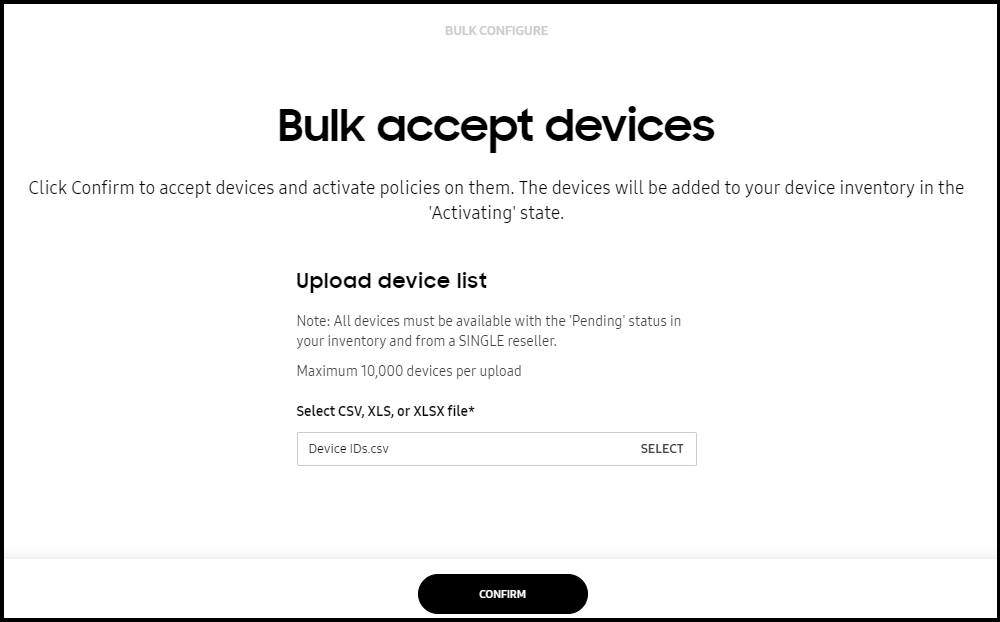 BULK CONFIGURE
Bulk accept devices
Click Confirm to accept devices and activate policies on them. The devices will be added to your device inventory in the
'Activating' state.
Upload device list
Note: All devices must be available with the 'Pending' status in
your inventory and from a SINGLE reseller.
Maximum 10,000 devices per upload
Select CSV, XLS, or XLSX file*
Device IDs.csv SELECT
CONFIRM